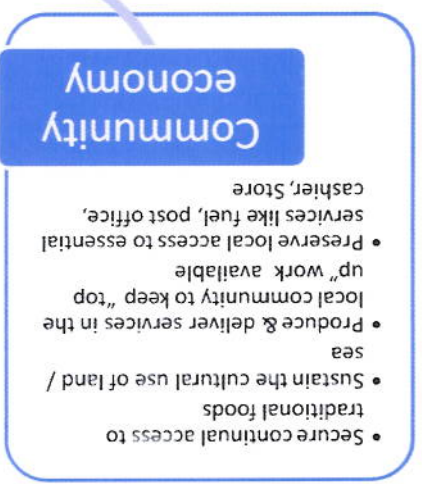 • Secure continual access to
traditional foods
• Sustain the cultural use of land /
sea
• Produce & deliver services in the
local community to keep "top
up" work available
• Preserve local access to essential
services like fuel, post office,
cashier, Store
Community
economy